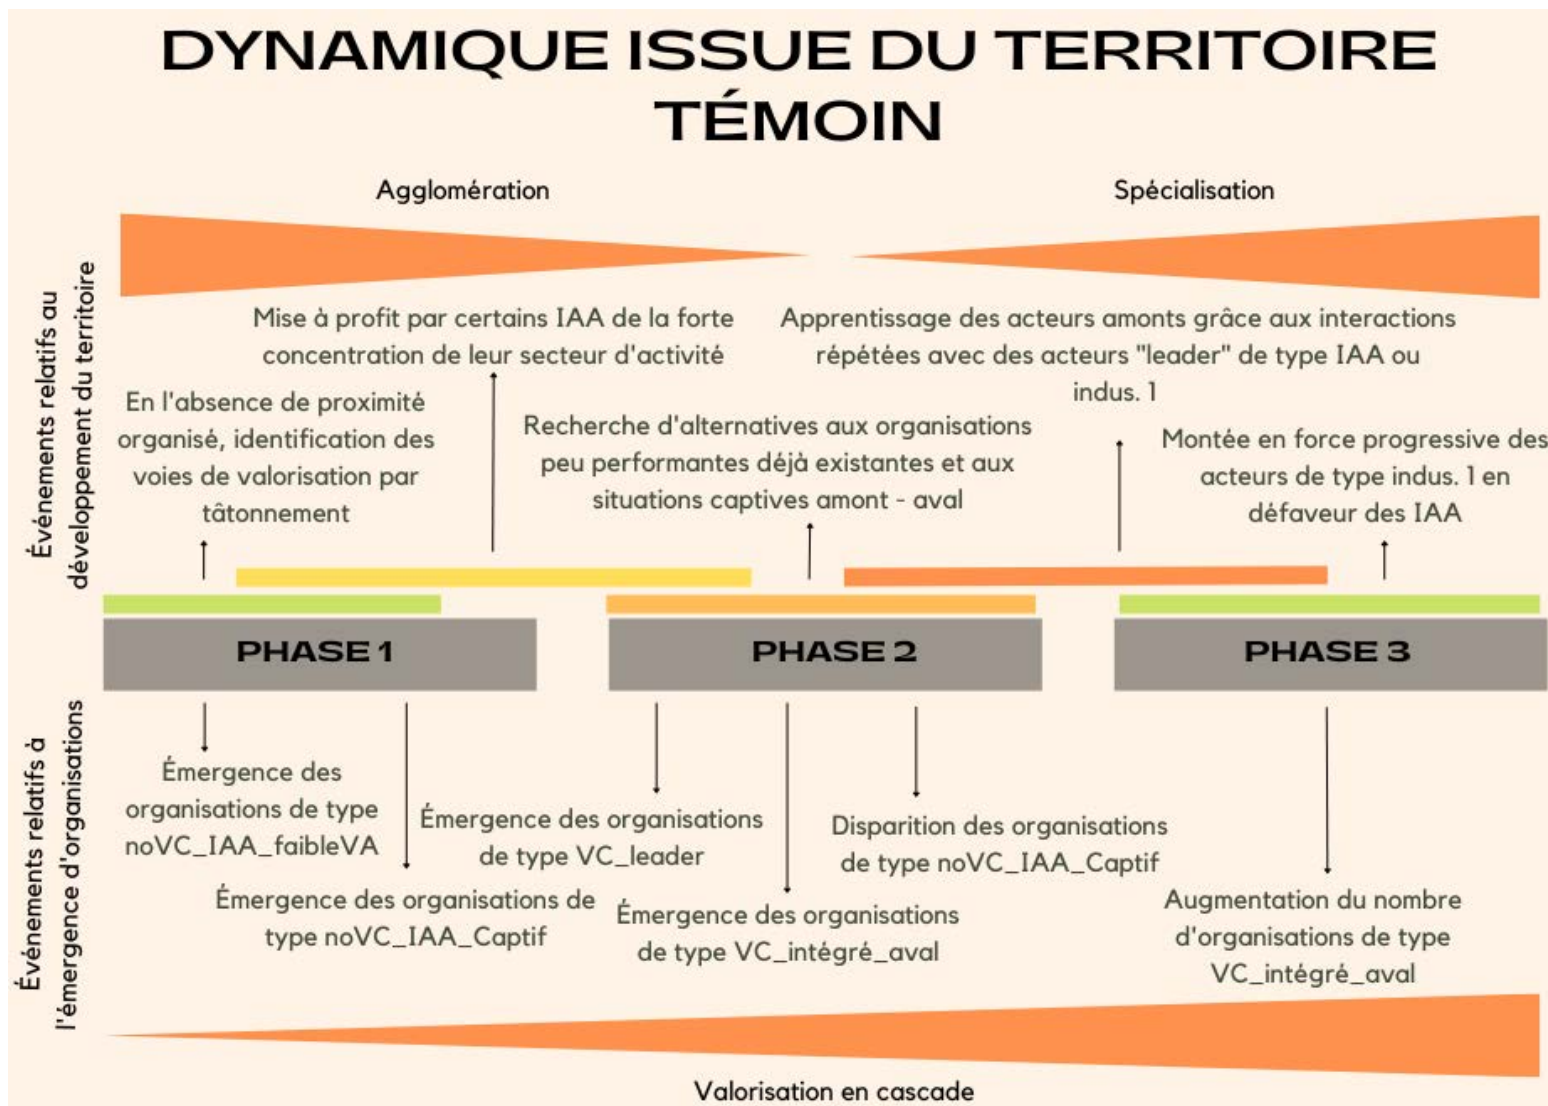 DYNAMIQUE ISSUE DU TERRITOIRE
TÉMOIN
Agglomération
Spécialisation
Événements relatifs au
développement du territoire
Mise à profit par certains IAA de la forte
concentration de leur secteur d'activité
Apprentissage des acteurs amonts grâce aux interactions
répétées avec des acteurs "leader" de type IAA ou
indus. 1
En l'absence de proximité
organisé, identification des
voies de valorisation par
tâtonnement
Recherche d'alternatives aux organisations
peu performantes déjà existantes et aux
situations captives amont - aval
Montée en force progressive des
acteurs de type indus. 1 en
défaveur des IAA
PHASE 1
PHASE 2
PHASE 3
Événements relatifs à
l'émergence d'organisations
Émergence des
organisations de type
noVC_IAA_faibleVA
Émergence des organisations de
type noVC_IAA_Captif
Émergence des organisations
de type VC_leader
Émergence des organisations
de type VC_intégré_aval
Disparition des organisations
de type noVC_IAA_Captif
Augmentation du nombre
d'organisations de type
VC_intégré_aval
Valorisation en cascade